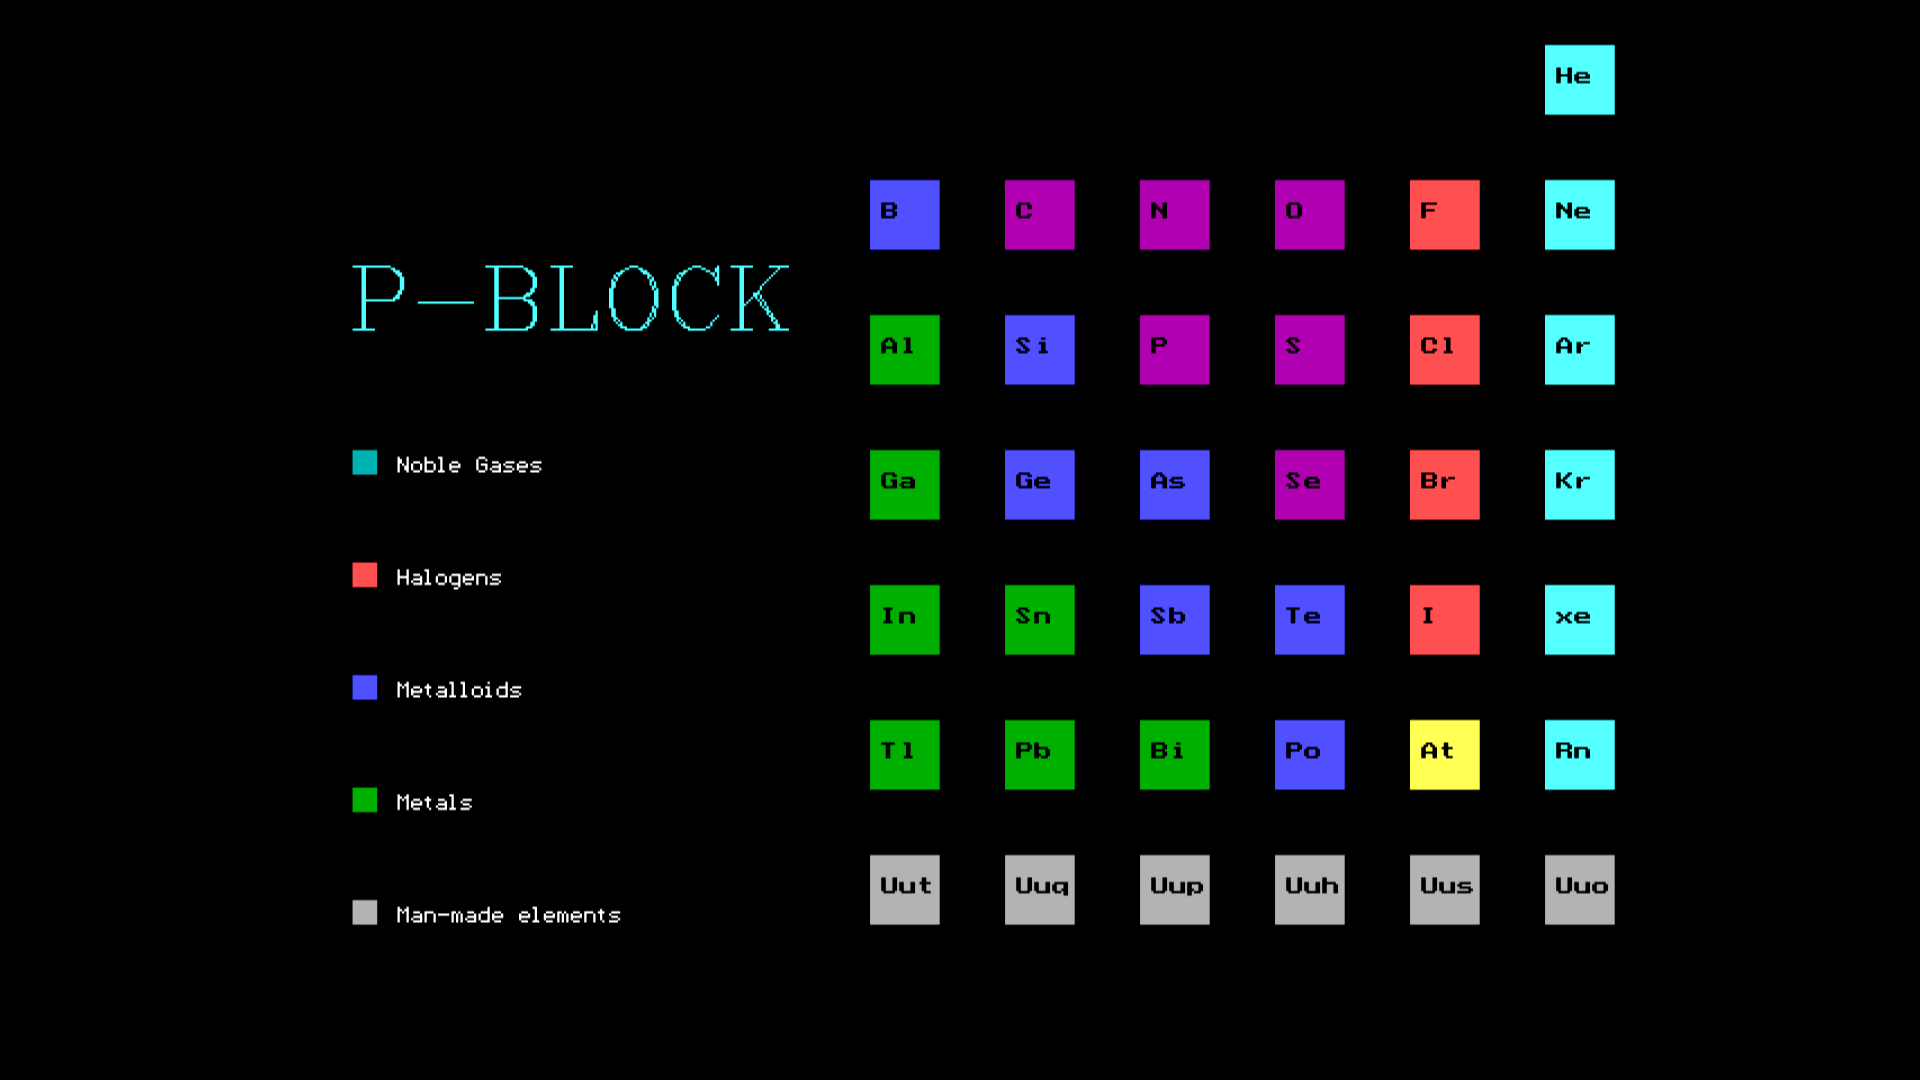 He
B C N O F Ne
P-BLOCK
Al Si P S Cl Ar
Noble Gases
Ga Ge As Se Br Kr
Halogens
In Sn Sb Te I xe
Metalloids
Tl Pb Bi Po At Rn
Metals
Uut Uuq Uup Uuh Uus Uuo
Man-made elements